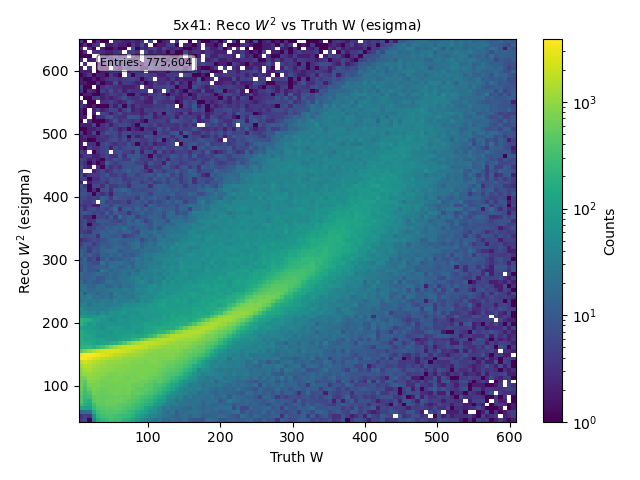 5x41: Reco W² vs Truth W (esigma)
Entries: 775,604
600
500
400
300
200
100
Reco W² (esigma)
100 200 300 400 500 600
Truth W
10³
10²
10¹
10⁰
Counts